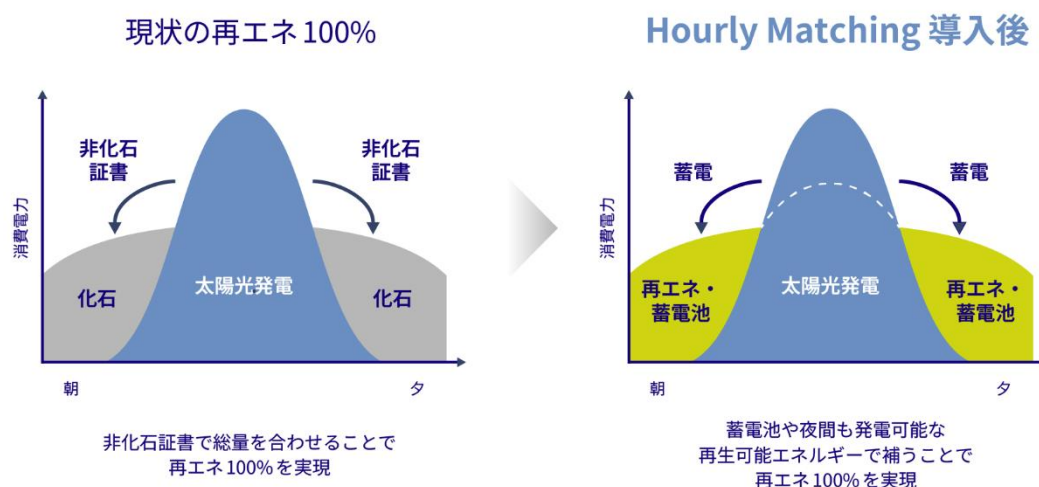 現状の再エネ100%
Hourly Matching 導入後
非化石
証書
非化石
証書
消費電力
化石
太陽光発電
化石
朝
夕
非化石証書で総量を合わせることで
再エネ100%を実現
蓄電
蓄電
消費電力
再エネ・
蓄電池
太陽光発電
再エネ・
蓄電池
朝
夕
蓄電池や夜間も発電可能な
再生可能エネルギーで補うことで
再エネ100%を実現